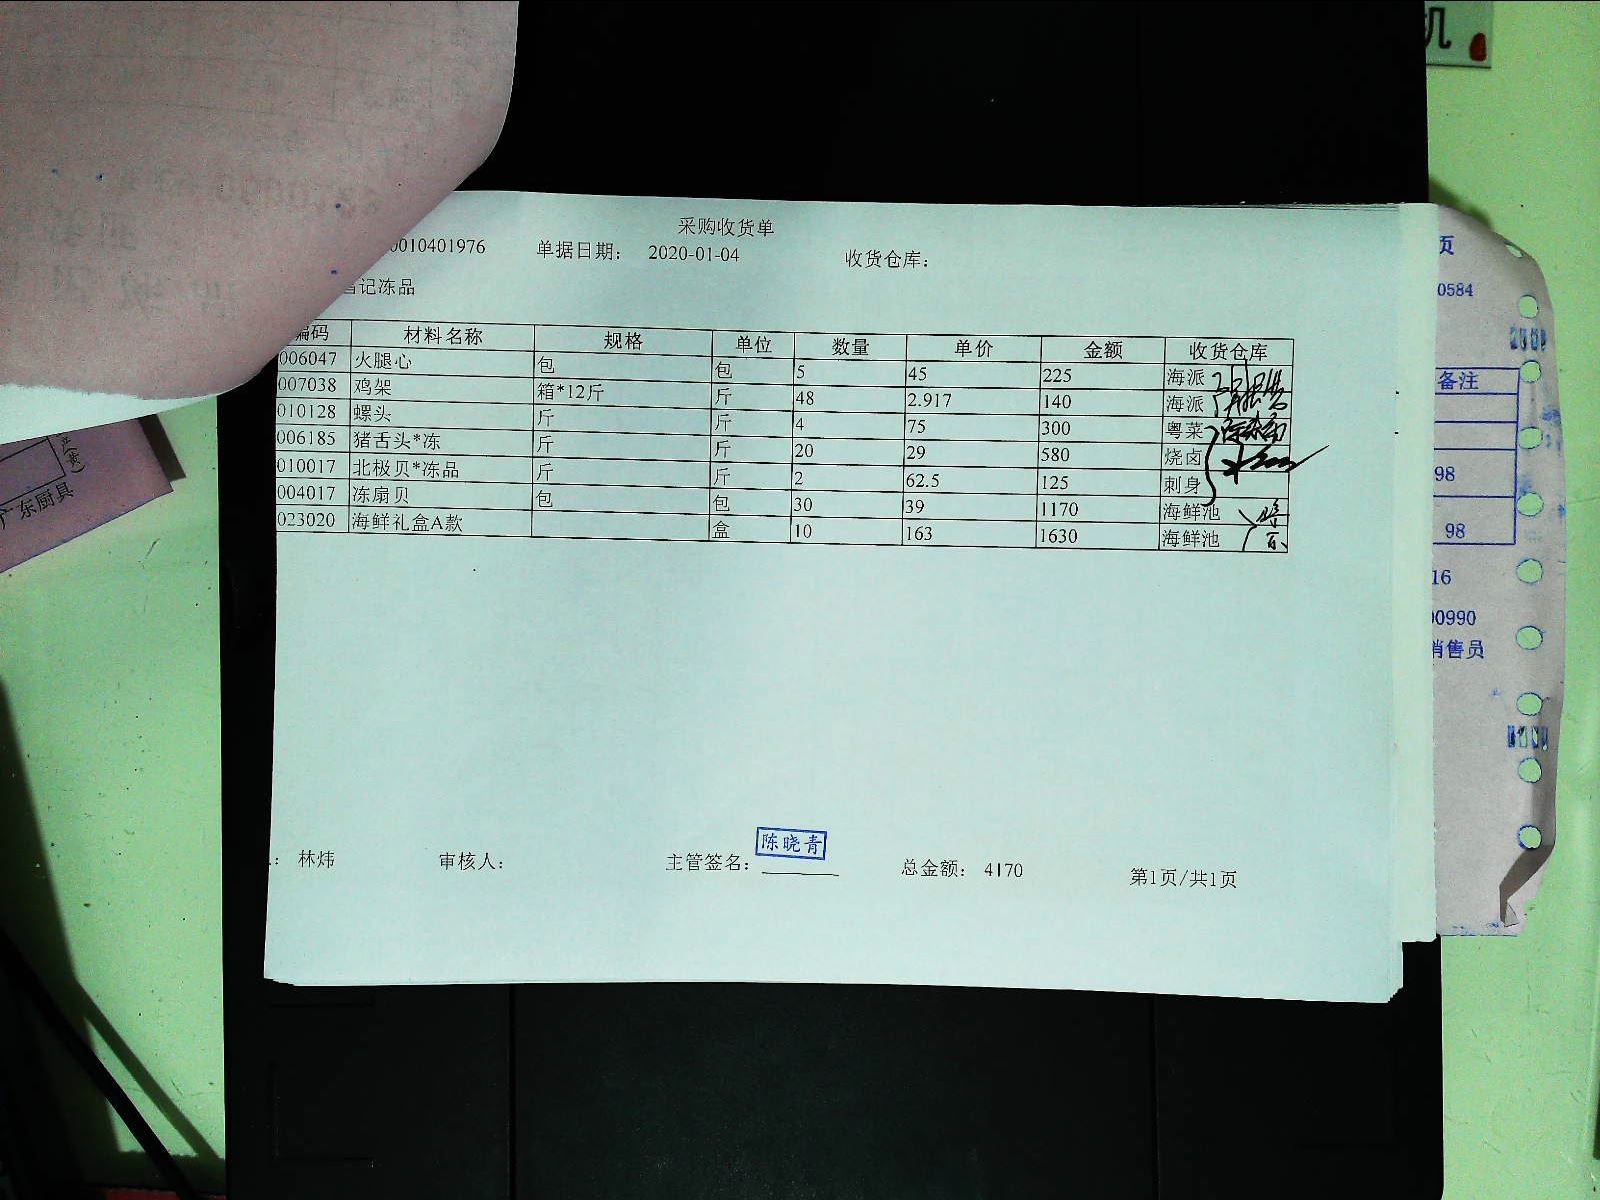 机
采购收货单
0010401976 单据日期： 2020-01-04 收货仓库：
记冻品
编码 材料名称 规格 单位 数量 单价 金额 收货仓库
006047 火腿心 包 包 5 45 225 海派
007038 鸡架 箱*12斤 斤 48 2.917 140 海派
010128 螺头 斤 斤 4 75 300 粤菜
006185 猪舌头*冻 斤 斤 20 29 580 烧卤
010017 北极贝*冻品 斤 斤 2 62.5 125 刺身
004017 冻扇贝 包 包 30 39 1170 海鲜池
023020 海鲜礼盒A款 盒 10 163 1630 海鲜池
陈晓青
：林炜 审核人： 主管签名： 总金额： 4170 第1页/共1页
页
0584
备注
98
98
16
00990
销售员
广东厨具